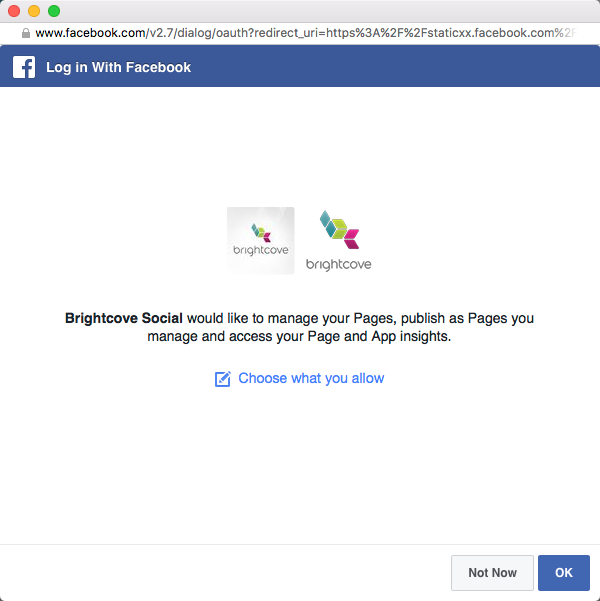 www.facebook.com/v2.7/dialog/oauth?redirect_uri=https%3A%2F%2Fstaticxx.facebook.com%2F
f Log in With Facebook
brightcove
brightcove
Brightcove Social would like to manage your Pages, publish as Pages you
manage and access your Page and App insights.
Choose what you allow
Not Now OK